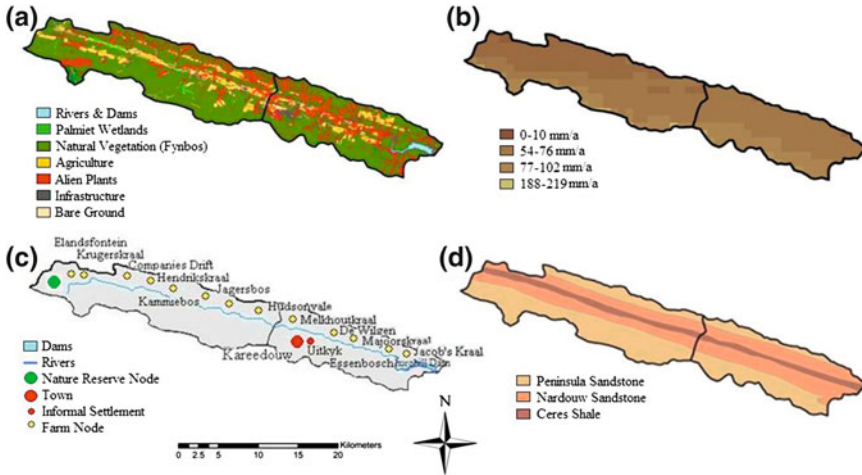 (a)
Rivers & Dams
Palmiet Wetlands
Natural Vegetation (Fynbos)
Agriculture
Alien Plants
Infrastructure
Bare Ground
(b)
0-10 mm/a
54-76 mm/a
77-102 mm/a
188-219 mm/a
(c)
Elandsfontein
Krugerskraal
Companies Drift
Hendrikskraal
Jagersbos
Kammiebos
Hudsonvale
Melkhoutkraal
De Wilgen
Majoorskraal
Jacob's Kraal
Kareedouw
Uitkyk
Essenbosch
Dam
Dams
Rivers
Nature Reserve Node
Town
Informal Settlement
Farm Node
0 2.5 5 10 15 20
Kilometers
N
(d)
Peninsula Sandstone
Nardouw Sandstone
Ceres Shale